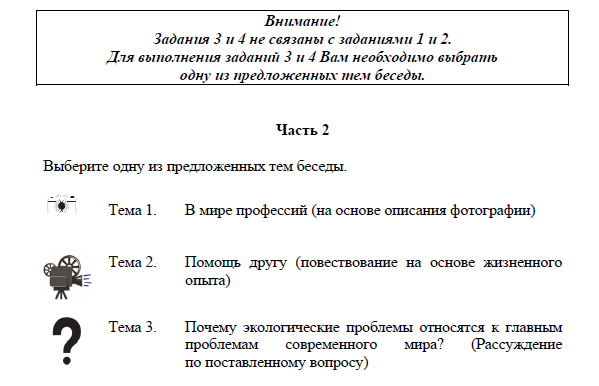 Внимание!
Задания 3 и 4 не связаны с заданиями 1 и 2.
Для выполнения заданий 3 и 4 Вам необходимо выбрать
одну из предложенных тем беседы.
Часть 2
Выберите одну из предложенных тем беседы.
Тема 1. В мире профессий (на основе описания фотографии)
Тема 2. Помощь другу (повествование на основе жизненного
опыта)
Тема 3. Почему экологические проблемы относятся к главным
проблемам современного мира? (Рассуждение
по поставленному вопросу)